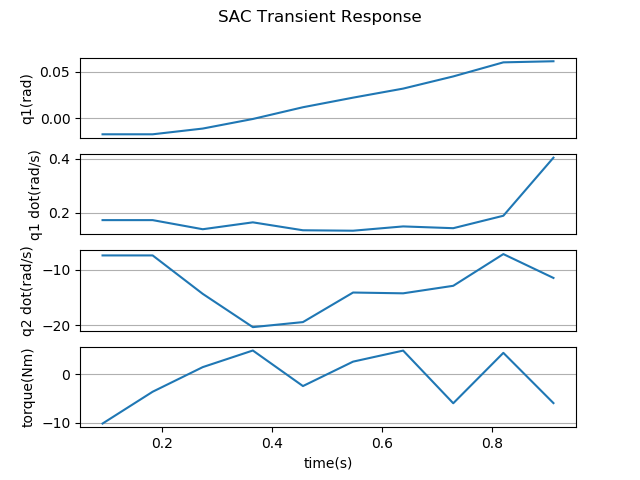 SAC Transient Response
q1(rad)
0.05
0.00
q1 dot(rad/s)
0.4
0.2
q2 dot(rad/s)
−10
−20
torque(Nm)
0
−10
0.2 0.4 0.6 0.8
time(s)